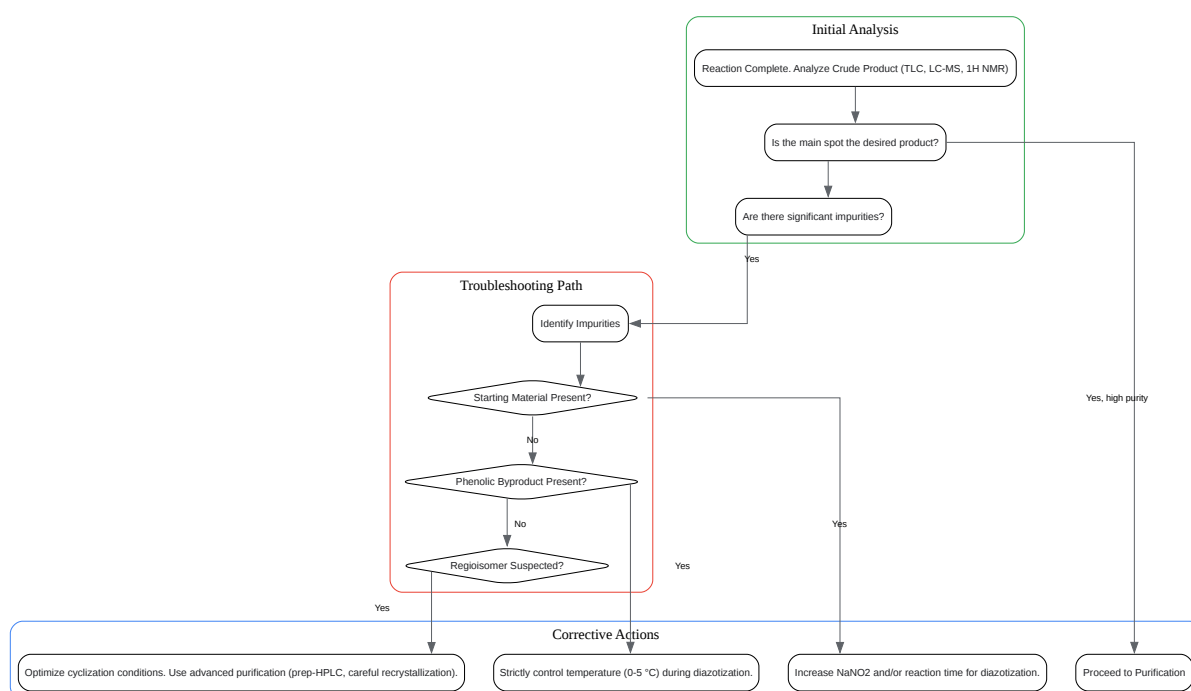 Initial Analysis
Reaction Complete. Analyze Crude Product (TLC, LC-MS, 1H NMR)
Is the main spot the desired product?
Are there significant impurities?
Yes
Troubleshooting Path
Identify Impurities
Starting Material Present?
Yes, high purity
No
Phenolic Byproduct Present?
No
Yes
Regioisomer Suspected?
Yes
Yes
Corrective Actions
Optimize cyclization conditions. Use advanced purification (prep-HPLC, careful recrystallization).
Strictly control temperature (0-5 °C) during diazotization.
Increase NaNO2 and/or reaction time for diazotization.
Proceed to Purification